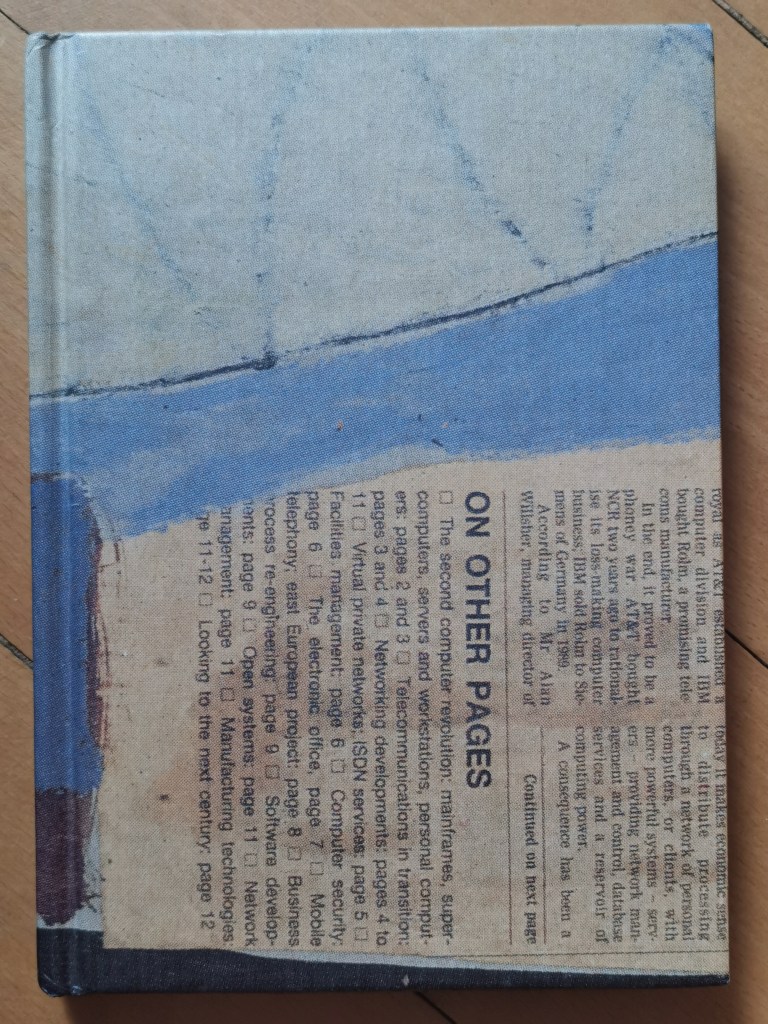 royal as AT&T established a
computer division and IBM
bought Rolm, a promising tele-
coms manufacturer.
In the end, it proved to be a
phoney war. AT&T bought
NCR two years ago to rational-
ise its loss-making computer
business; IBM sold Rolm to Sie-
mens of Germany in 1989.
According to Mr Alan
Willsher, managing director of
today it makes economic sense
to distribute processing
through a network of personal
computers, or clients, with
more powerful systems – serv-
ers – providing network man-
agement and control, database
services and a reservoir of
computing power.
A consequence has been a
Continued on next page
ON OTHER PAGES
□ The second computer revolution: mainframes, super-
computers, servers and workstations, personal comput-
ers: pages 2 and 3 □ Telecommunications in transition:
pages 3 and 4 □ Networking developments: pages 4 to
11 □ Virtual private networks; ISDN services: page 5 □
Facilities management: page 6 □ Computer security:
page 6 □ The electronic office, page 7 □ Mobile
telephony; east European project: page 8 □ Business
rocess re-engineering: page 9 □ Software develop-
ents: page 9 □ Open systems: page 11 □ Network
anagement; page 11 □ Manufacturing technologies:
ge 11-12 □ Looking to the next century: page 12